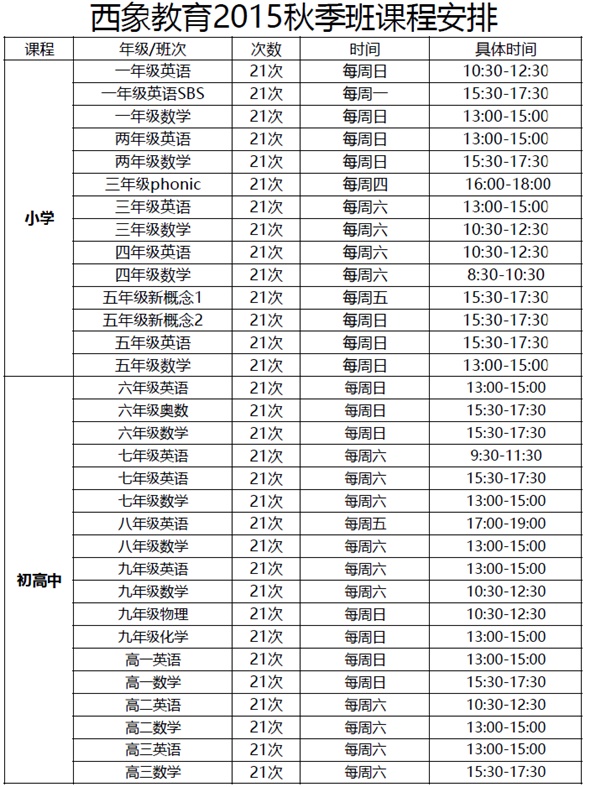 西象教育2015秋季班课程安排
课程 年级/班次 次数 时间 具体时间
小学
一年级英语 21次 每周日 10:30-12:30
一年级英语SBS 21次 每周一 15:30-17:30
一年级数学 21次 每周日 13:00-15:00
两年级英语 21次 每周日 13:00-15:00
两年级数学 21次 每周日 15:30-17:30
三年级phonic 21次 每周四 16:00-18:00
三年级英语 21次 每周六 13:00-15:00
三年级数学 21次 每周六 10:30-12:30
四年级英语 21次 每周六 10:30-12:30
四年级数学 21次 每周六 8:30-10:30
五年级新概念1 21次 每周五 15:30-17:30
五年级新概念2 21次 每周日 15:30-17:30
五年级英语 21次 每周日 15:30-17:30
五年级数学 21次 每周日 13:00-15:00
初高中
六年级英语 21次 每周日 13:00-15:00
六年级奥数 21次 每周日 15:30-17:30
六年级数学 21次 每周日 15:30-17:30
七年级英语 21次 每周六 9:30-11:30
七年级英语 21次 每周六 15:30-17:30
七年级数学 21次 每周六 13:00-15:00
八年级英语 21次 每周五 17:00-19:00
八年级数学 21次 每周六 13:00-15:00
九年级英语 21次 每周六 13:00-15:00
九年级数学 21次 每周六 10:30-12:30
九年级物理 21次 每周日 10:30-12:30
九年级化学 21次 每周日 13:00-15:00
高一英语 21次 每周日 13:00-15:00
高一数学 21次 每周日 15:30-17:30
高二英语 21次 每周六 10:30-12:30
高二数学 21次 每周六 13:00-15:00
高三英语 21次 每周六 13:00-15:00
高三数学 21次 每周六 15:30-17:30